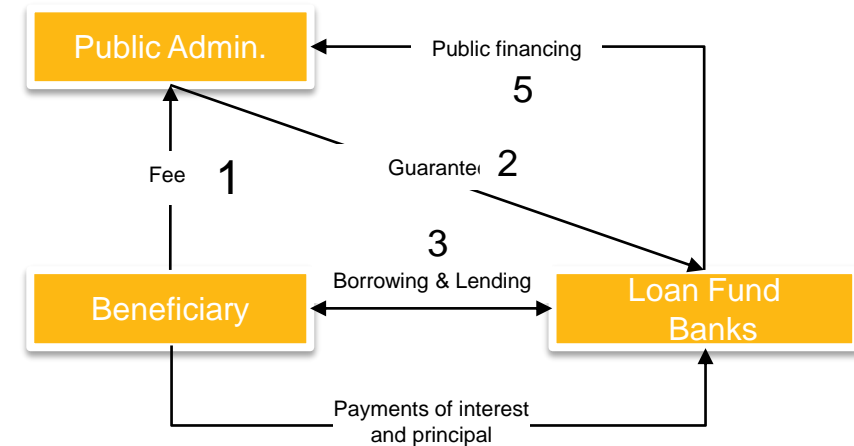 Public Admin.
Public financing
5
Fee
1
Guarantee
2
3
Borrowing & Lending
Beneficiary
Loan Fund
Banks
Payments of interest
and principal